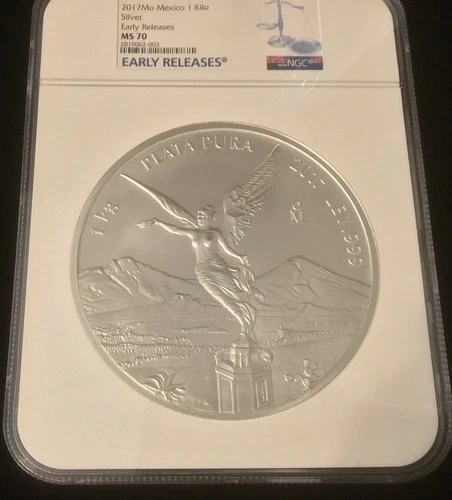 2017Mo Mexico 1 Kilo
Silver
Early Releases
MS 70
2819002-003
EARLY RELEASES®
NGC
1 Kg PLATA PURA 2017 LEY .999
Mo